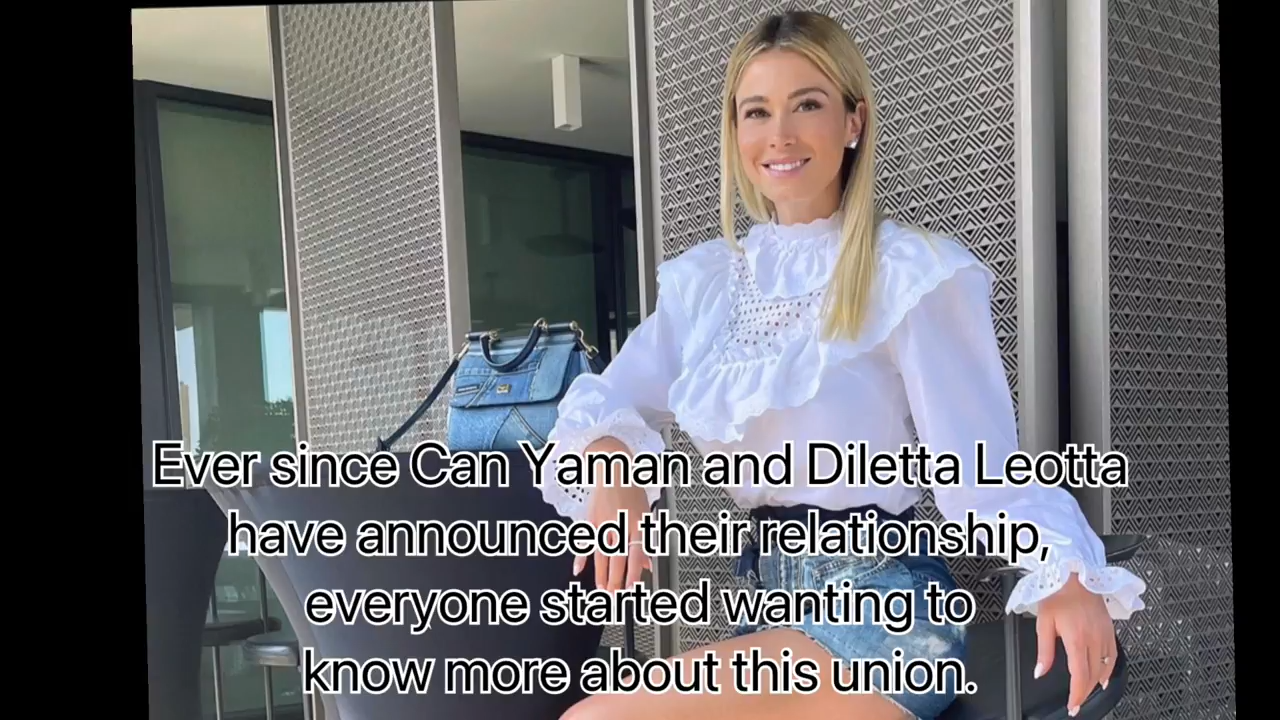 Ever since Can Yaman and Diletta Leotta
have announced their relationship,
everyone started wanting to
know more about this union.